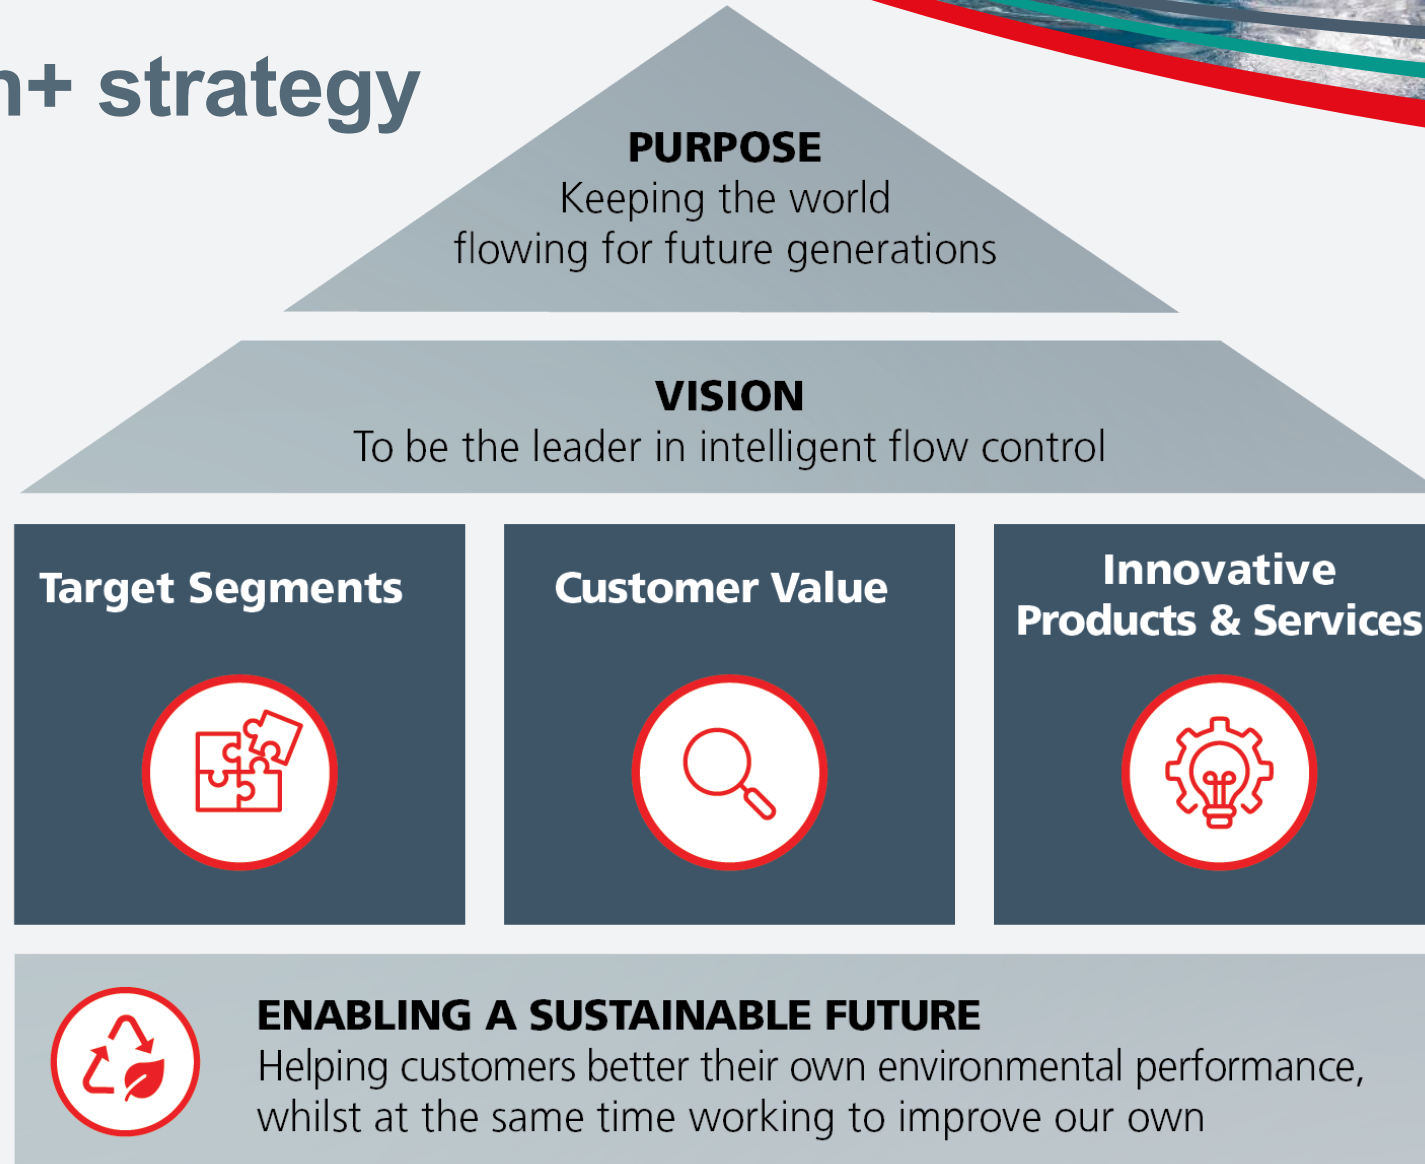 n+ strategy
PURPOSE
Keeping the world
flowing for future generations
VISION
To be the leader in intelligent flow control
Target Segments
Customer Value
Innovative
Products & Services
ENABLING A SUSTAINABLE FUTURE
Helping customers better their own environmental performance,
whilst at the same time working to improve our own